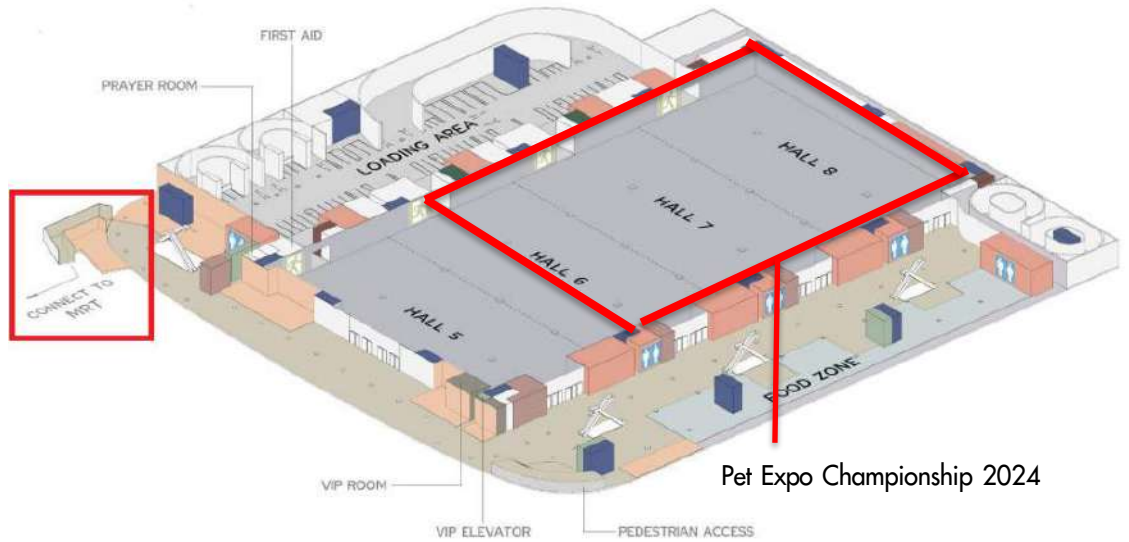 FIRST AID
PRAYER ROOM
LOADING AREA
HALL 8
HALL 7
HALL 6
HALL 5
CONNECT TO
MRT
FOOD ZONE
Pet Expo Championship 2024
VIP ROOM
VIP ELEVATOR
PEDESTRIAN ACCESS